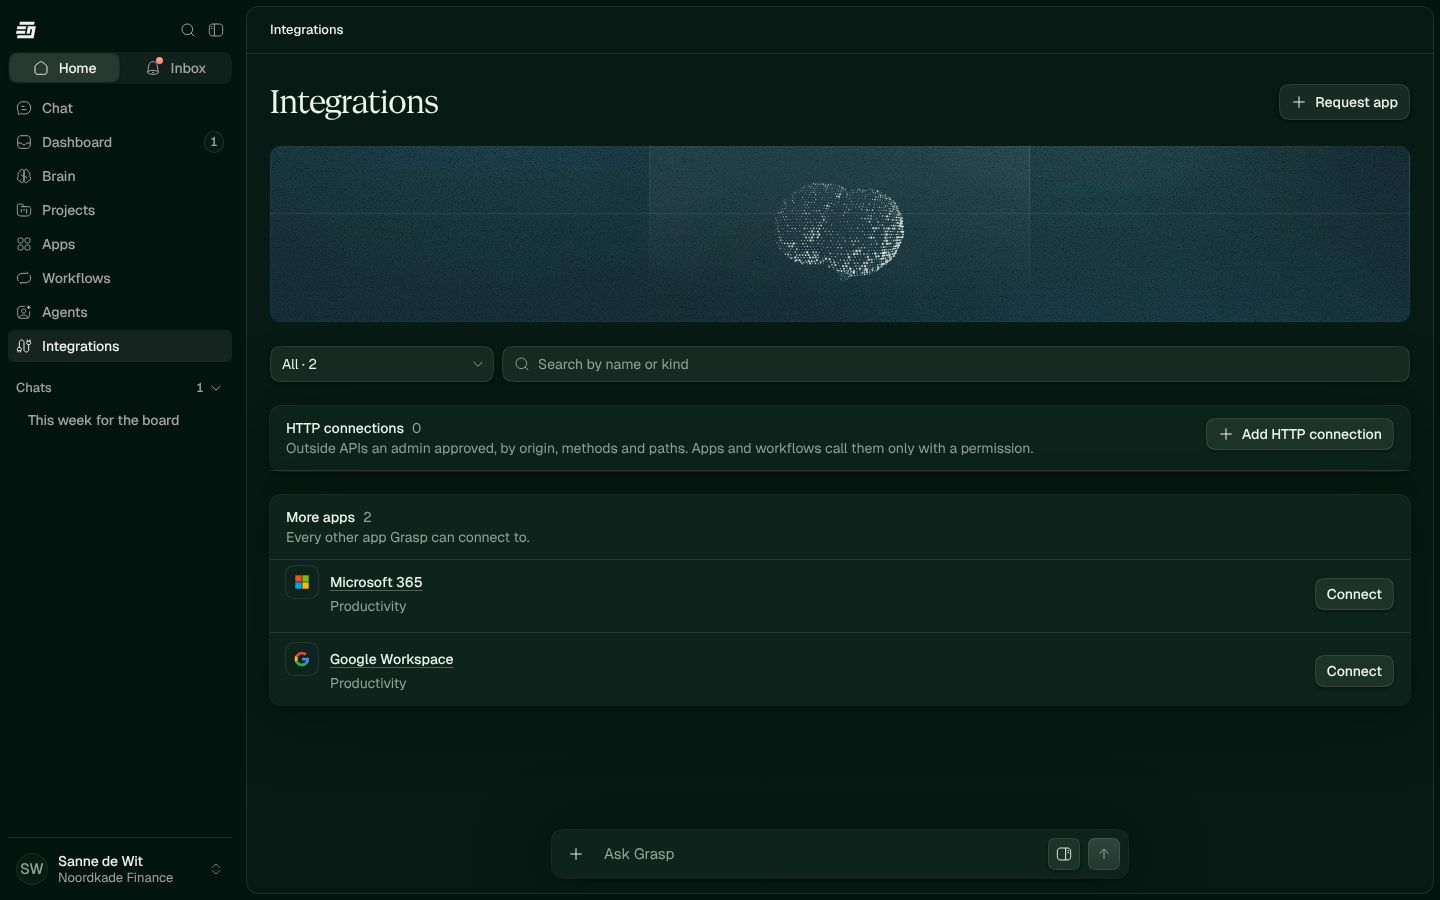 Integrations
Home
Inbox
Chat
Dashboard 1
Brain
Projects
Apps
Workflows
Agents
Integrations
Chats 1
This week for the board
SW
Sanne de Wit
Noordkade Finance
Integrations
Request app
All · 2
Search by name or kind
HTTP connections 0
Outside APIs an admin approved, by origin, methods and paths. Apps and workflows call them only with a permission.
Add HTTP connection
More apps 2
Every other app Grasp can connect to.
Microsoft 365
Productivity
Connect
Google Workspace
Productivity
Connect
Ask Grasp